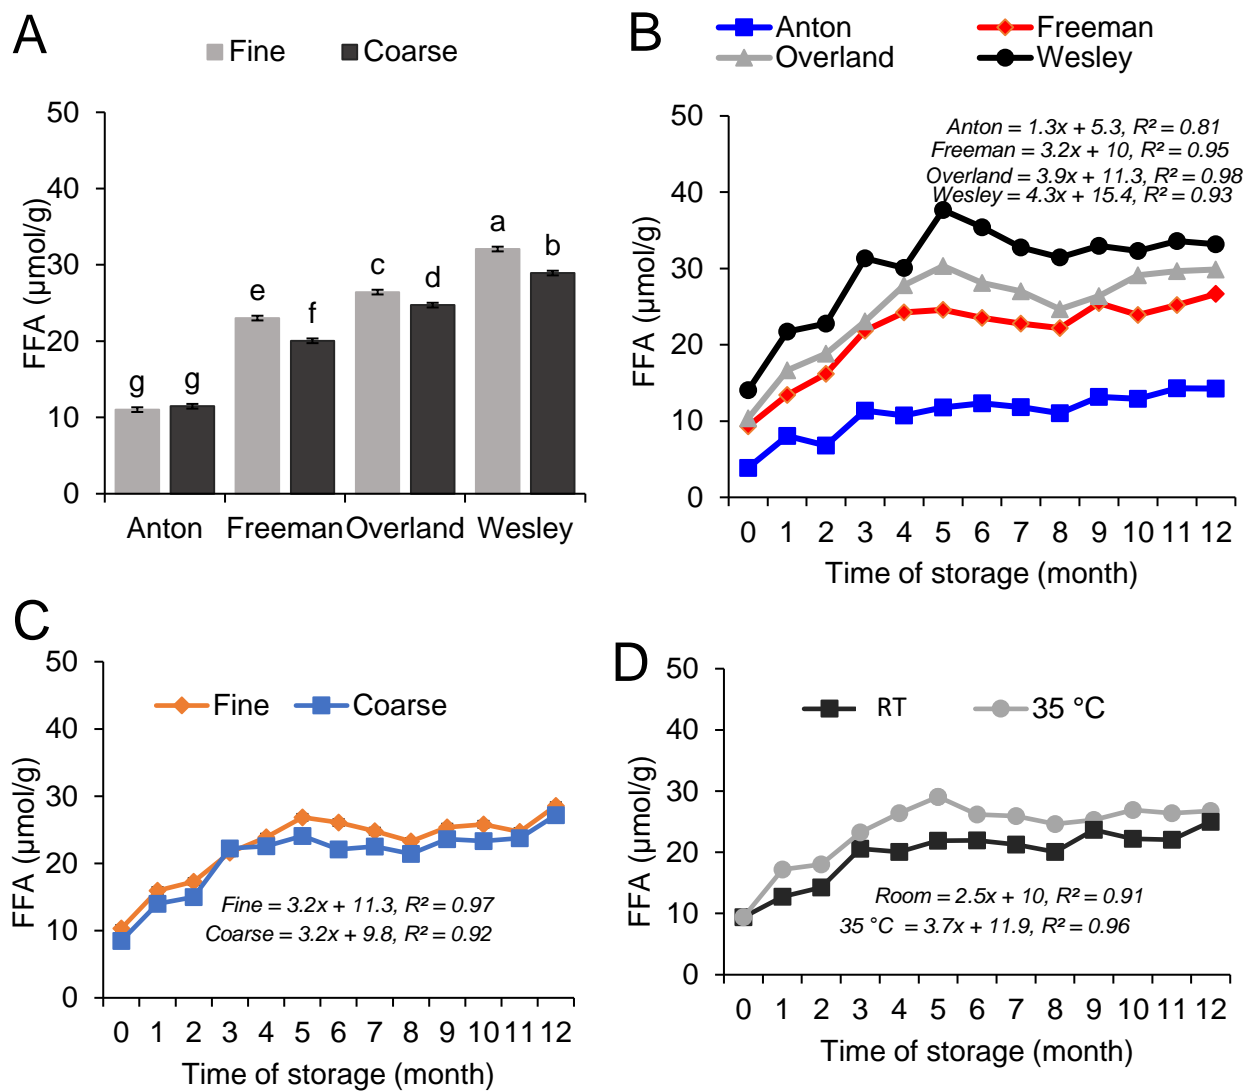 A
Fine Coarse
FFA (µmol/g)
50
40
30
20
10
0
g g e f c d a b
Anton Freeman Overland Wesley
B
Anton Freeman
Overland Wesley
FFA (µmol/g)
50
40
30
20
10
0
Anton = 1.3x + 5.3, R² = 0.81
Freeman = 3.2x + 10, R² = 0.95
Overland = 3.9x + 11.3, R² = 0.98
Wesley = 4.3x + 15.4, R² = 0.93
0 1 2 3 4 5 6 7 8 9 10 11 12
Time of storage (month)
C
Fine Coarse
FFA (µmol/g)
50
40
30
20
10
0
Fine = 3.2x + 11.3, R² = 0.97
Coarse = 3.2x + 9.8, R² = 0.92
0 1 2 3 4 5 6 7 8 9 10 11 12
Time of storage (month)
D
RT 35 °C
FFA (µmol/g)
50
40
30
20
10
0
Room = 2.5x + 10, R² = 0.91
35 °C = 3.7x + 11.9, R² = 0.96
0 1 2 3 4 5 6 7 8 9 10 11 12
Time of storage (month)